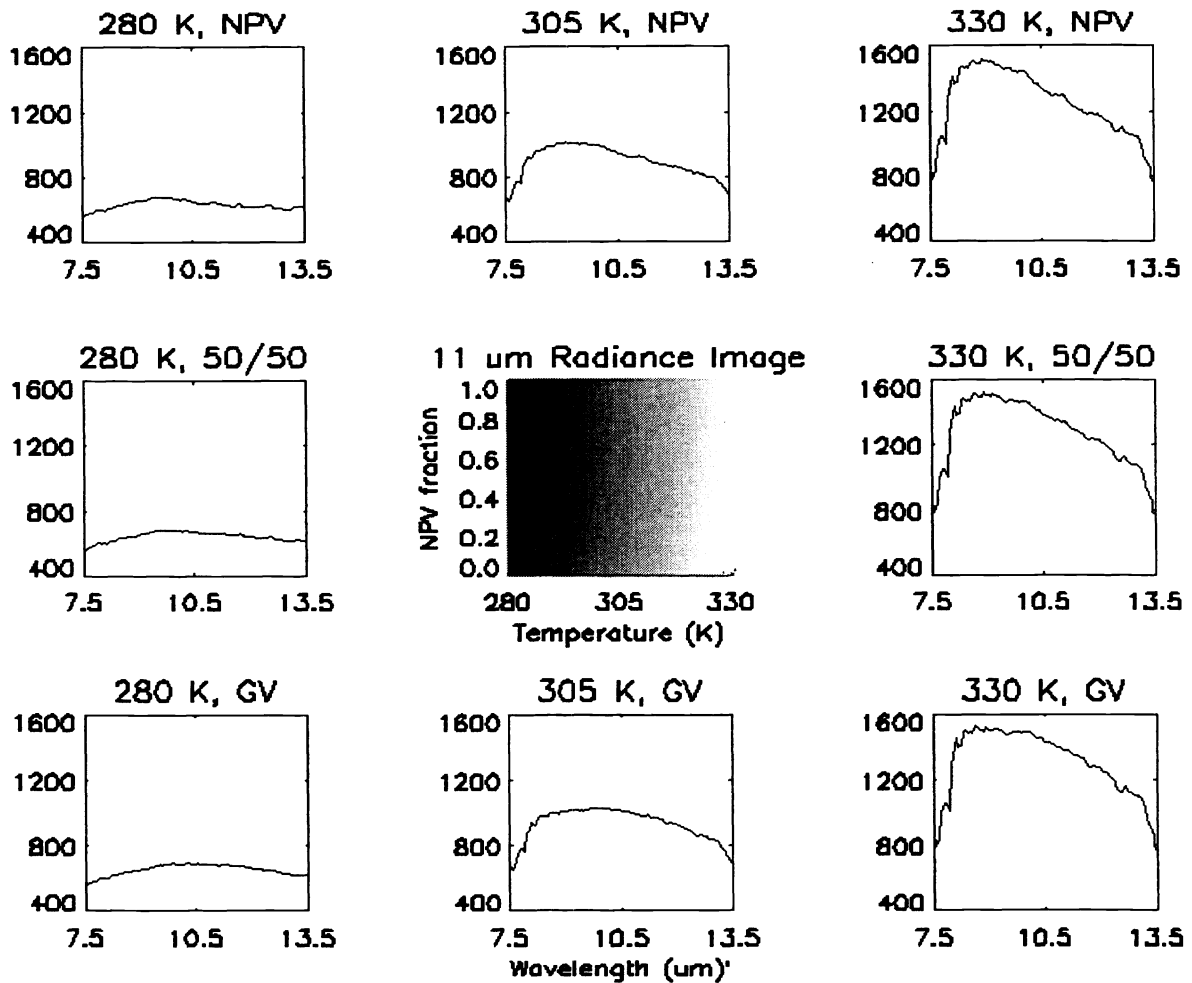 280 K, NPV
305 K, NPV
330 K, NPV
1600
1200
800
400
7.5 10.5 13.5
1600
1200
800
400
7.5 10.5 13.5
1600
1200
800
400
7.5 10.5 13.5
280 K, 50/50
11 um Radiance Image
330 K, 50/50
1600
1200
800
400
7.5 10.5 13.5
NPV fraction
1.0
0.8
0.6
0.4
0.2
0.0
280 305 330
Temperature (K)
1600
1200
800
400
7.5 10.5 13.5
280 K, GV
305 K, GV
330 K, GV
1600
1200
800
400
7.5 10.5 13.5
1600
1200
800
400
7.5 10.5 13.5
Wavelength (um)'
1600
1200
800
400
7.5 10.5 13.5